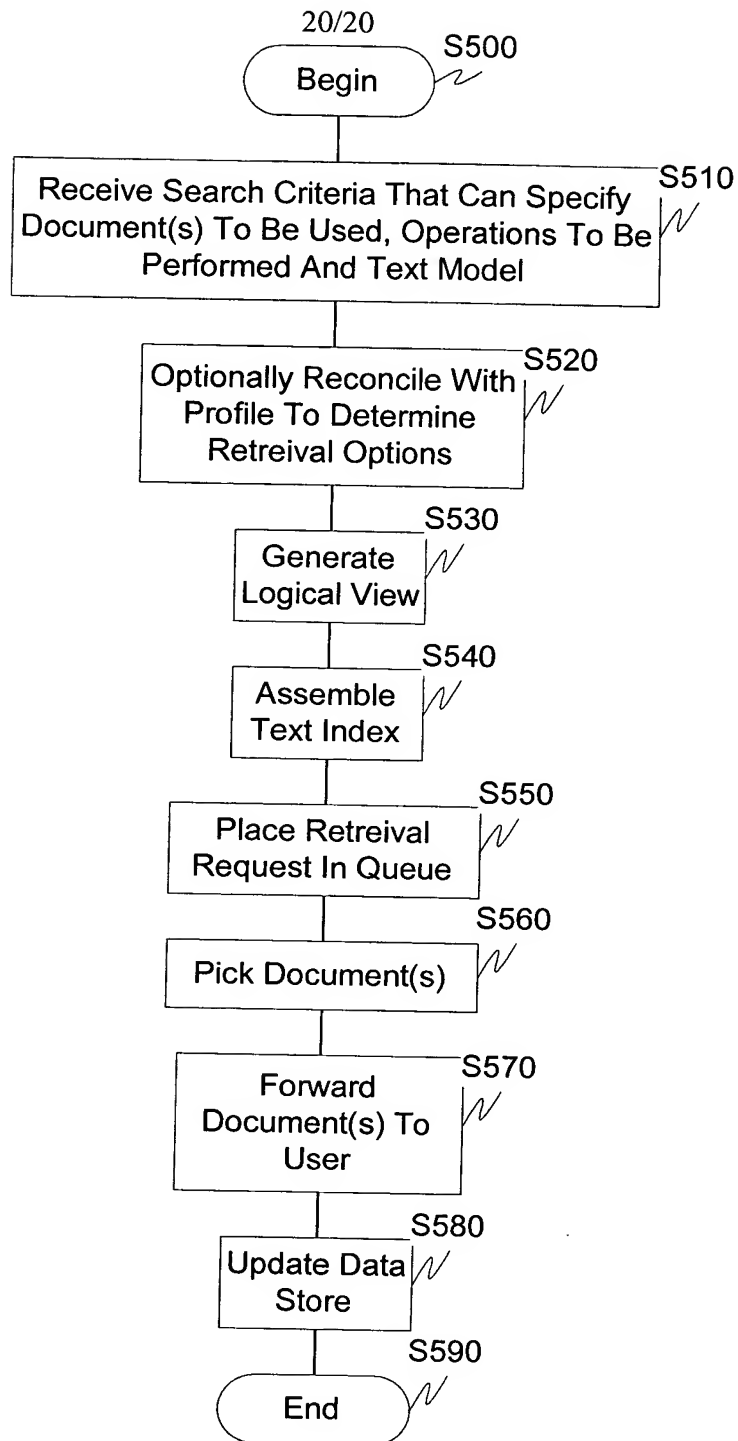 20/20
S500
Begin
S510
Receive Search Criteria That Can Specify
Document(s) To Be Used, Operations To Be
Performed And Text Model
S520
Optionally Reconcile With
Profile To Determine
Retreival Options
S530
Generate
Logical View
S540
Assemble
Text Index
S550
Place Retreival
Request In Queue
S560
Pick Document(s)
S570
Forward
Document(s) To
User
S580
Update Data
Store
S590
End